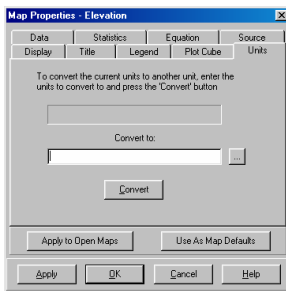 Map Properties - Elevation
Data Statistics Equation Source
Display Title Legend Plot Cube Units
To convert the current units to another unit, enter the
units to convert to and press the 'Convert' button
Convert to:
...
Convert
Apply to Open Maps Use As Map Defaults
Apply OK Cancel Help